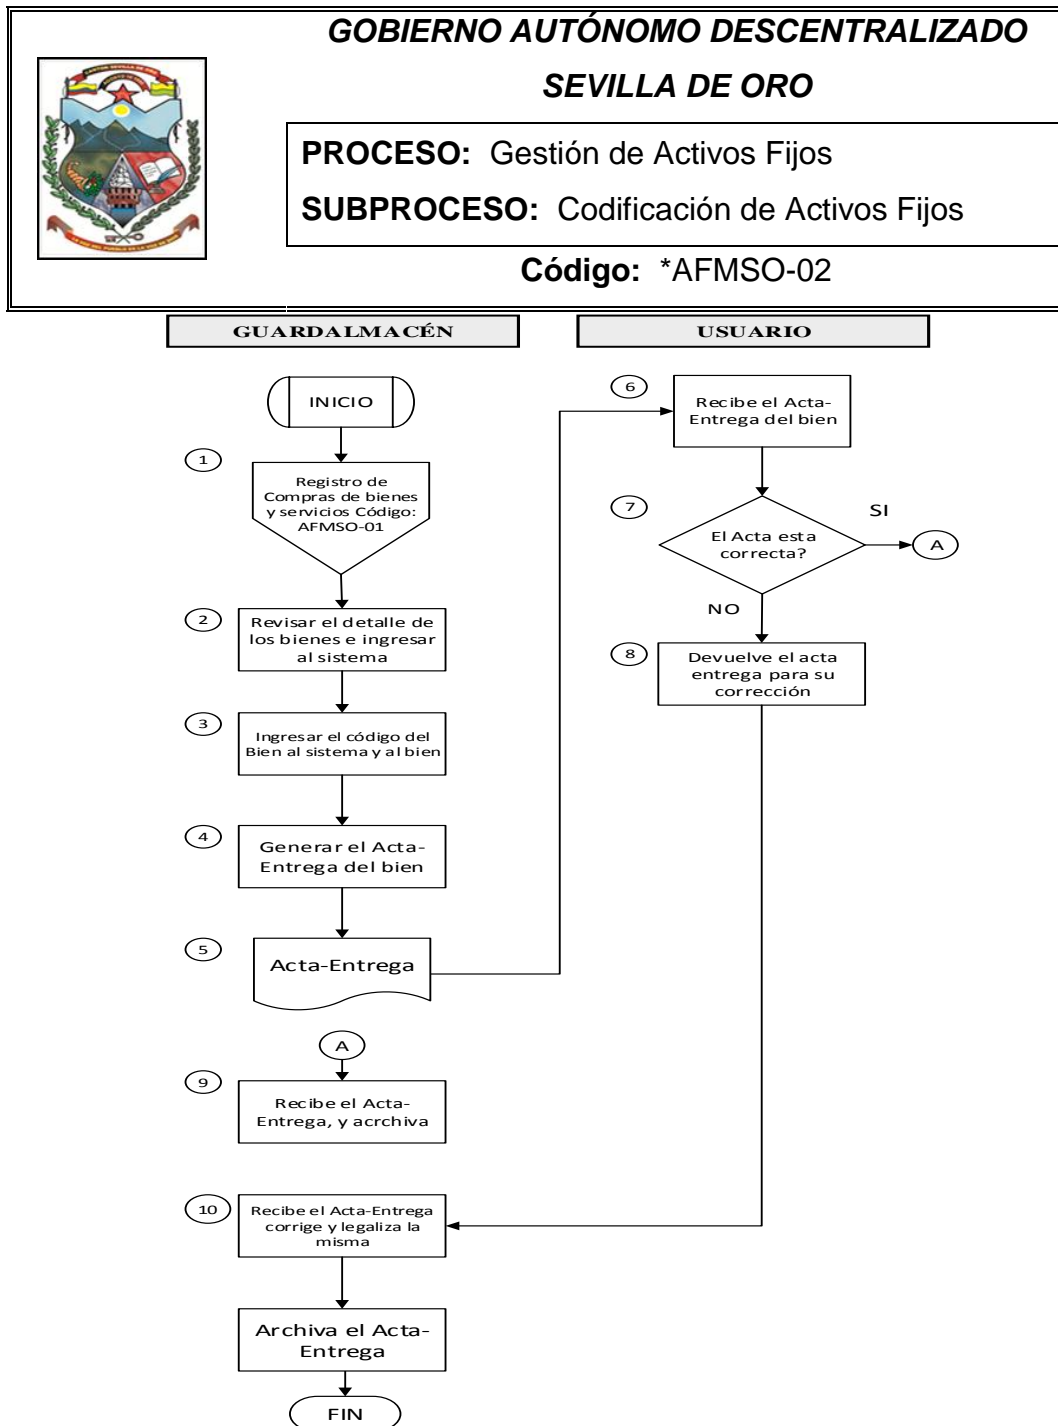 GOBIERNO AUTÓNOMO DESCENTRALIZADO
SEVILLA DE ORO
PROCESO: Gestión de Activos Fijos
SUBPROCESO: Codificación de Activos Fijos
Código: *AFMSO-02
GUARDALMACÉN
INICIO
1
Registro de
Compras de bienes
y servicios Código:
AFMSO-01
2
Revisar el detalle de
los bienes e ingresar
al sistema
3
Ingresar el código del
Bien al sistema y al bien
4
Generar el Acta-
Entrega del bien
5
Acta-Entrega
USUARIO
6
Recibe el Acta-
Entrega del bien
7
El Acta esta
correcta?
SI
A
NO
8
Devuelve el acta
entrega para su
corrección
A
9
Recibe el Acta-
Entrega, y acrchiva
10
Recibe el Acta-Entrega
corrige y legaliza la
misma
Archiva el Acta-
Entrega
FIN